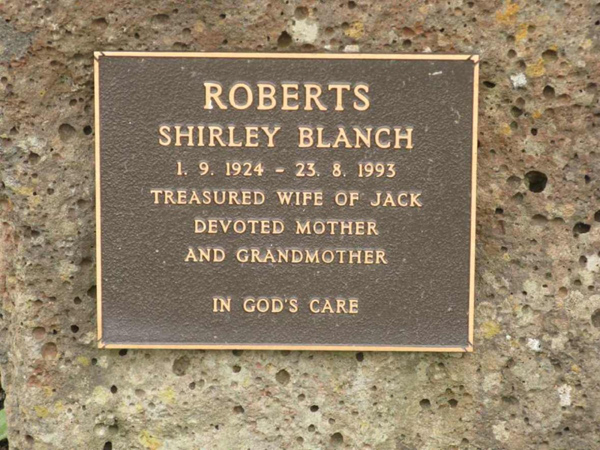 ROBERTS
SHIRLEY BLANCH
1. 9. 1924 - 23. 8. 1993
TREASURED WIFE OF JACK
DEVOTED MOTHER
AND GRANDMOTHER
IN GOD'S CARE